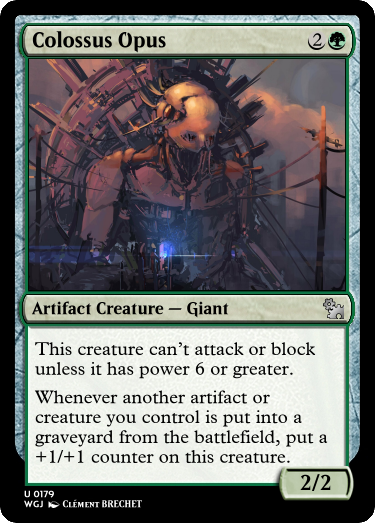 Colossus Opus 2
Artifact Creature — Giant
This creature can't attack or block
unless it has power 6 or greater.
Whenever another artifact or
creature you control is put into a
graveyard from the battlefield, put a
+1/+1 counter on this creature.
2/2
U 0179
WGJ Clément BRECHET